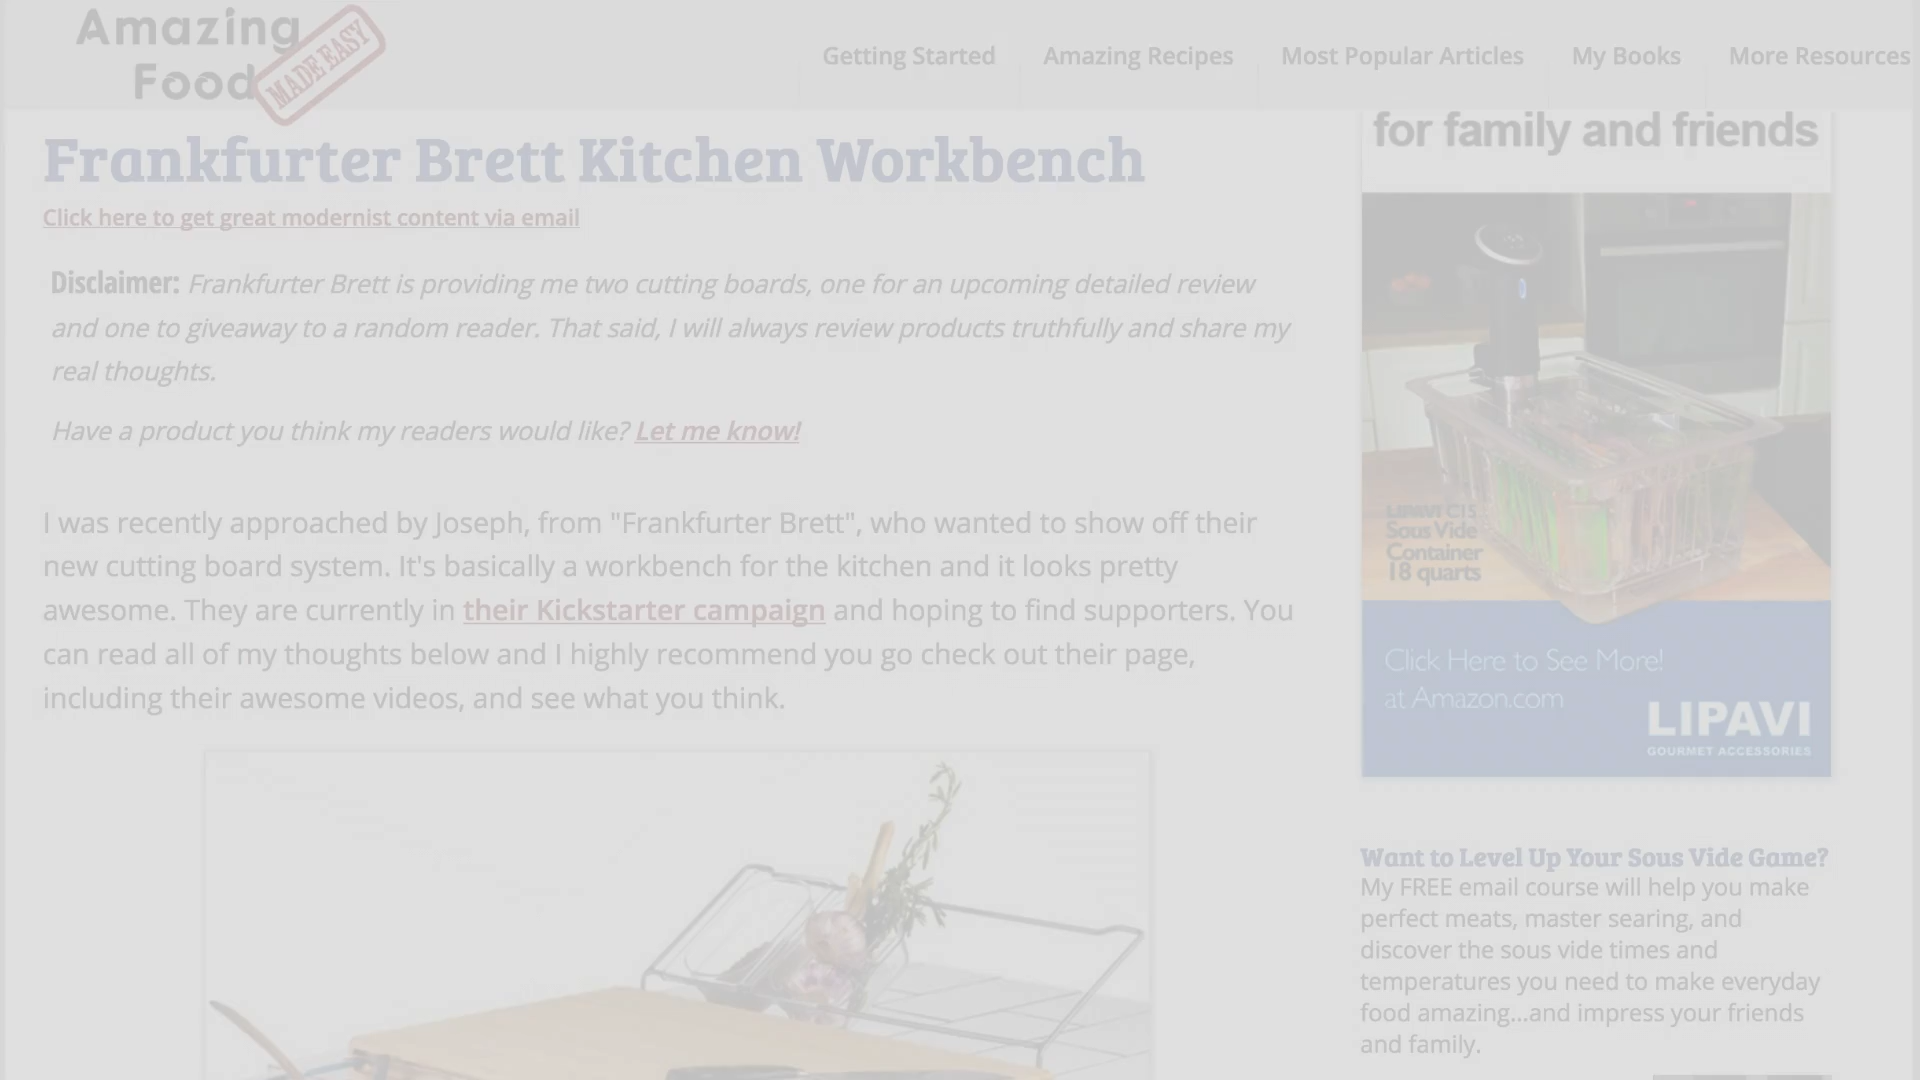 Amazing
Food
MADE EASY
Getting Started
Amazing Recipes
Most Popular Articles
My Books
More Resources
Frankfurter Brett Kitchen Workbench
Click here to get great modernist content via email
Disclaimer: Frankfurter Brett is providing me two cutting boards, one for an upcoming detailed review
and one to giveaway to a random reader. That said, I will always review products truthfully and share my
real thoughts.
Have a product you think my readers would like? Let me know!
I was recently approached by Joseph, from "Frankfurter Brett", who wanted to show off their
new cutting board system. It's basically a workbench for the kitchen and it looks pretty
awesome. They are currently in their Kickstarter campaign and hoping to find supporters. You
can read all of my thoughts below and I highly recommend you go check out their page,
including their awesome videos, and see what you think.
for family and friends
LIPAVI C15
Sous Vide
Container
18 quarts
Click Here to See More!
at Amazon.com
LIPAVI
GOURMET ACCESSORIES
Want to Level Up Your Sous Vide Game?
My FREE email course will help you make
perfect meats, master searing, and
discover the sous vide times and
temperatures you need to make everyday
food amazing...and impress your friends
and family.